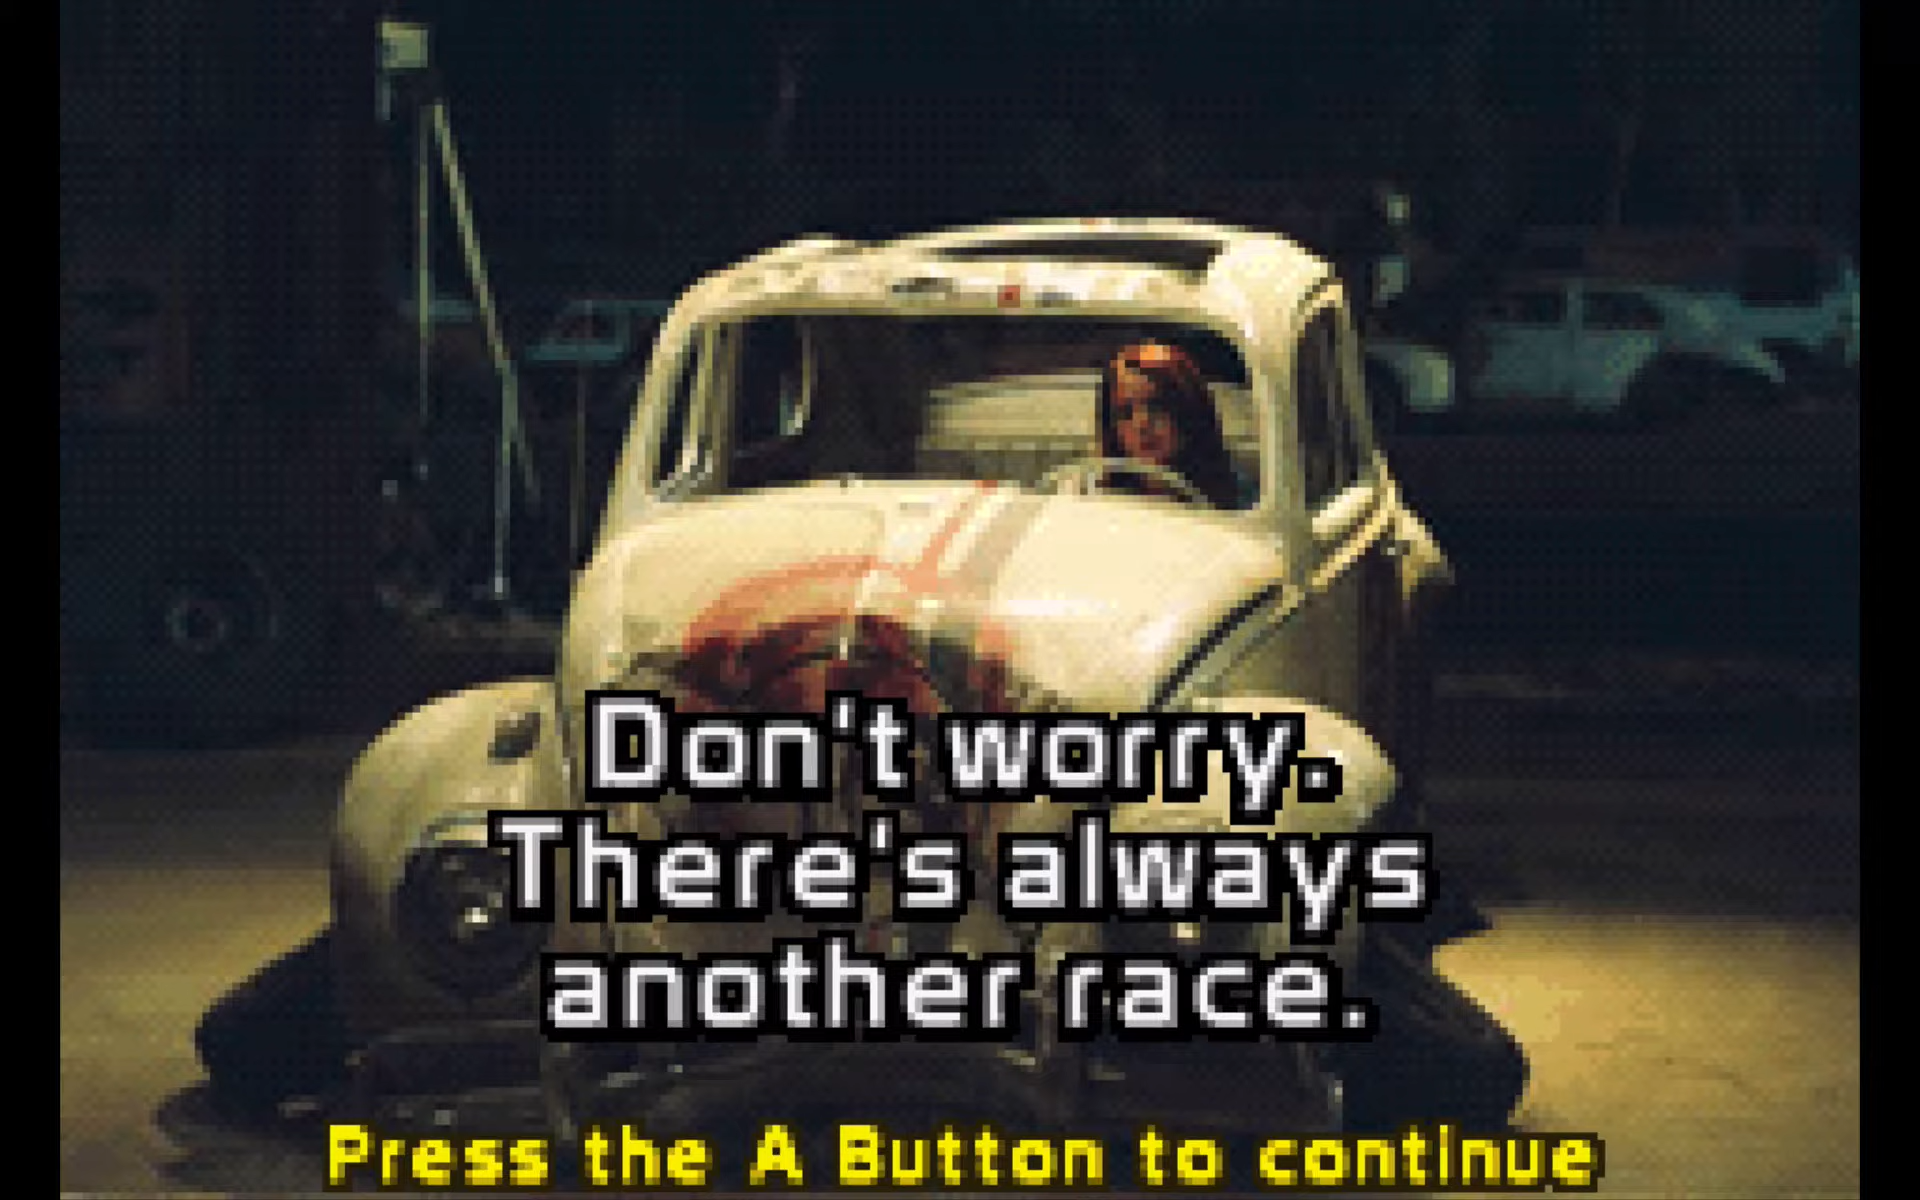 Don't worry.
There's always
another race.
Press the A Button to continue